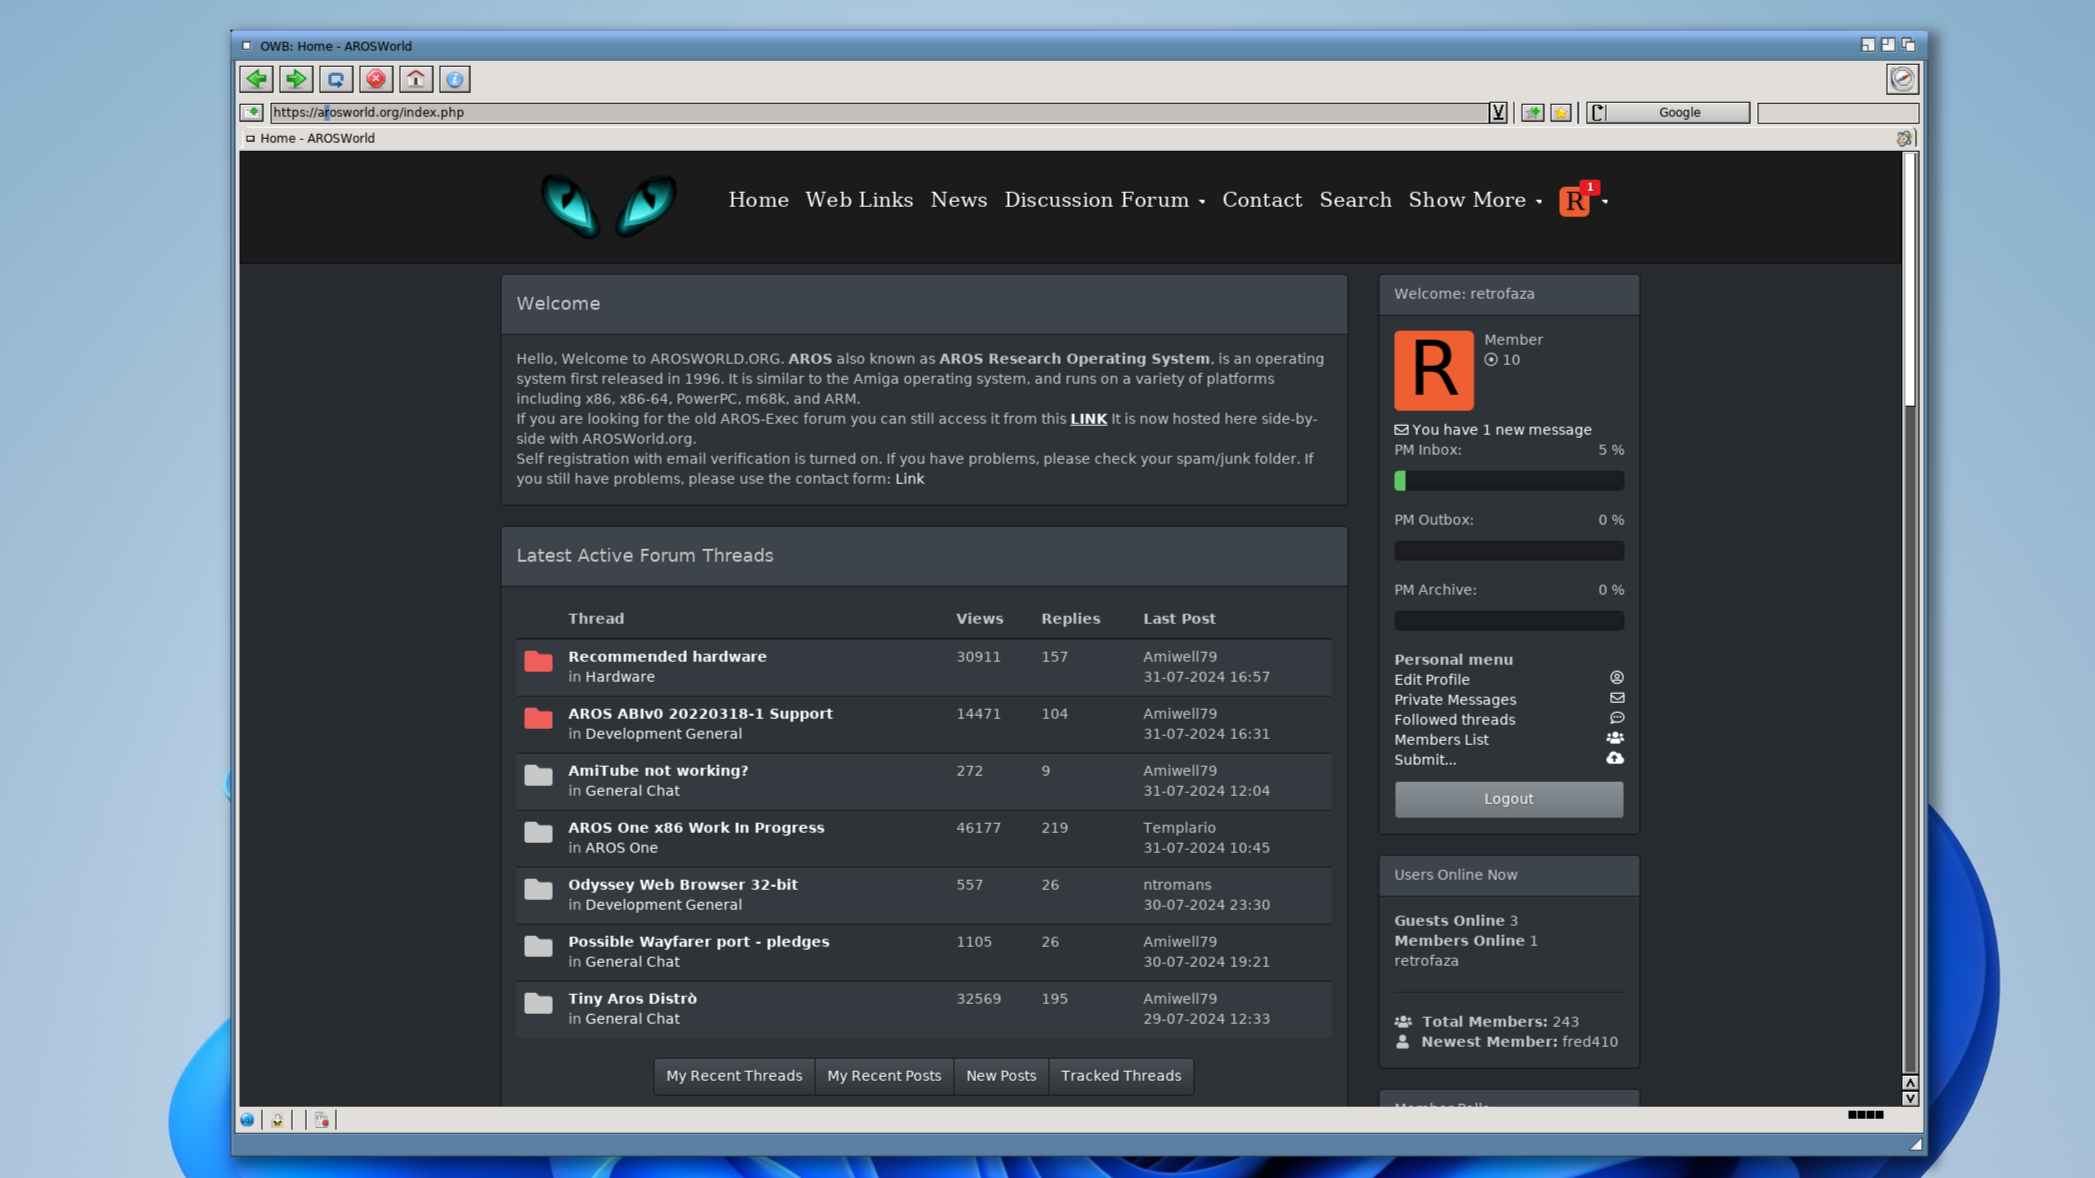 OWB: Home - AROSWorld
https://arosworld.org/index.php
Google
Home - AROSWorld
Home Web Links News Discussion Forum Contact Search Show More R 1
Welcome
Hello, Welcome to AROSWORLD.ORG. AROS also known as AROS Research Operating System, is an operating
system first released in 1996. It is similar to the Amiga operating system, and runs on a variety of platforms
including x86, x86-64, PowerPC, m68k, and ARM.
If you are looking for the old AROS-Exec forum you can still access it from this LINK It is now hosted here side-by-
side with AROSWorld.org.
Self registration with email verification is turned on. If you have problems, please check your spam/junk folder. If
you still have problems, please use the contact form: Link
Latest Active Forum Threads
Thread Views Replies Last Post
Recommended hardware 30911 157 Amiwell79
in Hardware 31-07-2024 16:57
AROS ABIv0 20220318-1 Support 14471 104 Amiwell79
in Development General 31-07-2024 16:31
AmiTube not working? 272 9 Amiwell79
in General Chat 31-07-2024 12:04
AROS One x86 Work In Progress 46177 219 Templario
in AROS One 31-07-2024 10:45
Odyssey Web Browser 32-bit 557 26 ntromans
in Development General 30-07-2024 23:30
Possible Wayfarer port - pledges 1105 26 Amiwell79
in General Chat 30-07-2024 19:21
Tiny Aros Distrò 32569 195 Amiwell79
in General Chat 29-07-2024 12:33
My Recent Threads My Recent Posts New Posts Tracked Threads
Welcome: retrofaza
R
Member
10
You have 1 new message
PM Inbox: 5 %
PM Outbox: 0 %
PM Archive: 0 %
Personal menu
Edit Profile
Private Messages
Followed threads
Members List
Submit...
Logout
Users Online Now
Guests Online 3
Members Online 1
retrofaza
Total Members: 243
Newest Member: fred410